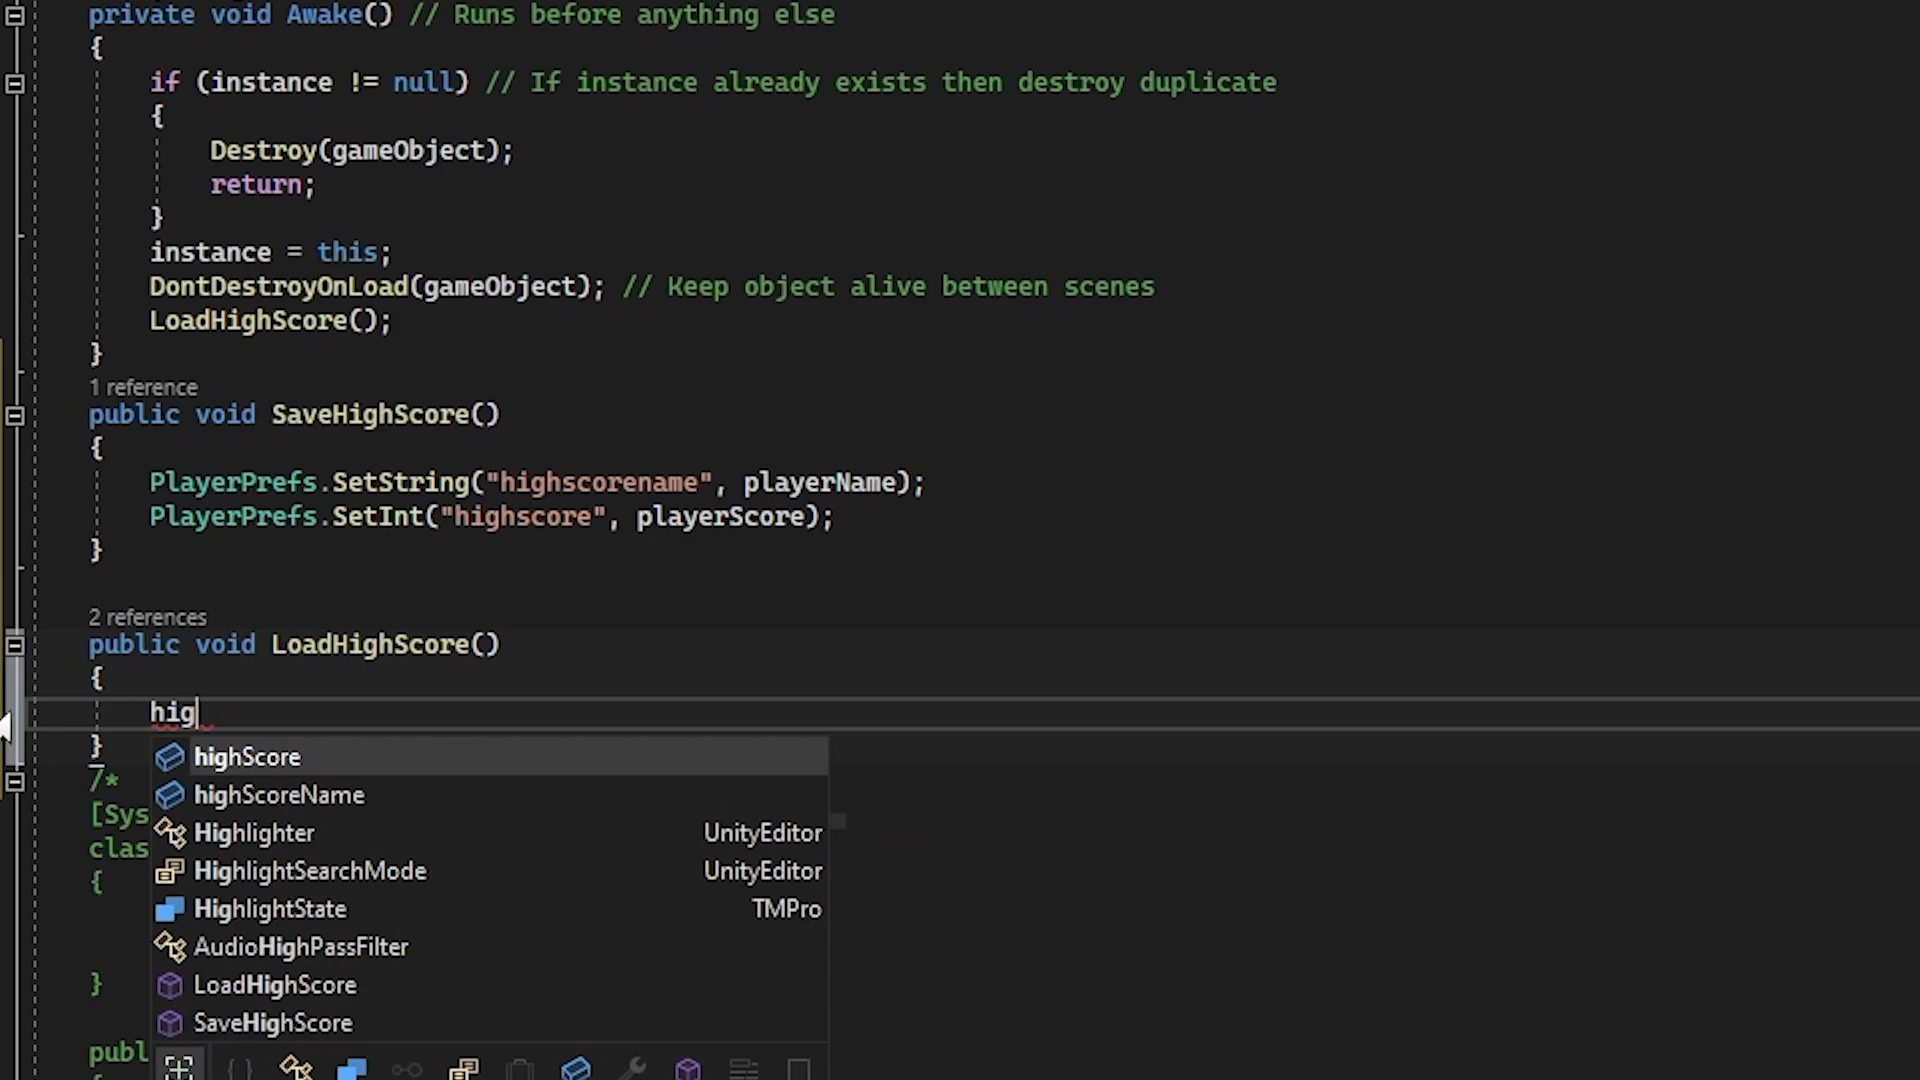 private void Awake() // Runs before anything else
{
if (instance != null) // If instance already exists then destroy duplicate
{
Destroy(gameObject);
return;
}
instance = this;
DontDestroyOnLoad(gameObject); // Keep object alive between scenes
LoadHighScore();
}
1 reference
public void SaveHighScore()
{
PlayerPrefs.SetString("highscorename", playerName);
PlayerPrefs.SetInt("highscore", playerScore);
}
2 references
public void LoadHighScore()
{
hig
}
highScore
/*
highScoreName
[Sys
Highlighter UnityEditor
clas
HighlightSearchMode UnityEditor
{
HighlightState TMPro
AudioHighPassFilter
}
LoadHighScore
SaveHighScore
publ
{